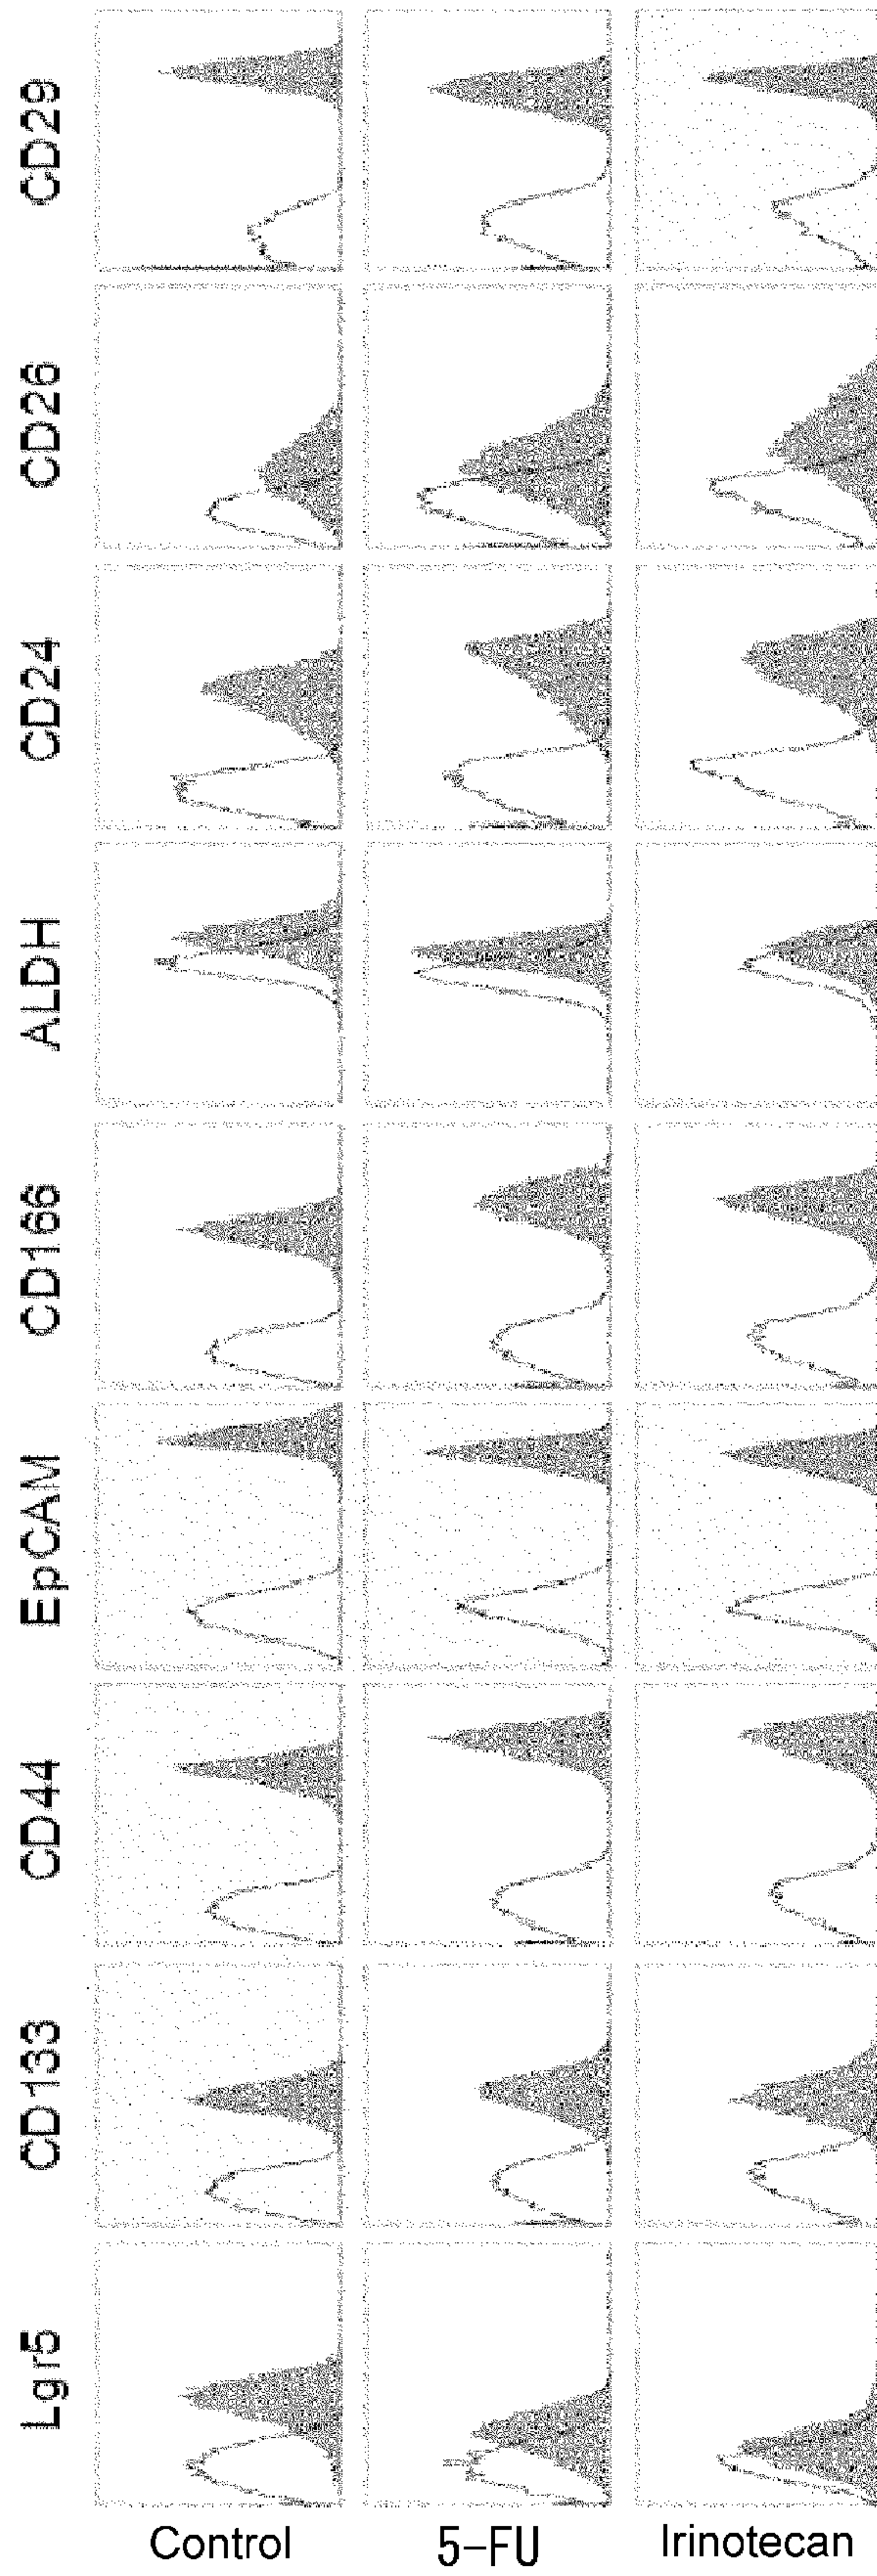 CD29
CD26
CD24
ALDH
CD166
EpCAM
CD44
CD133
Lgr5
Control
5-FU
Irinotecan